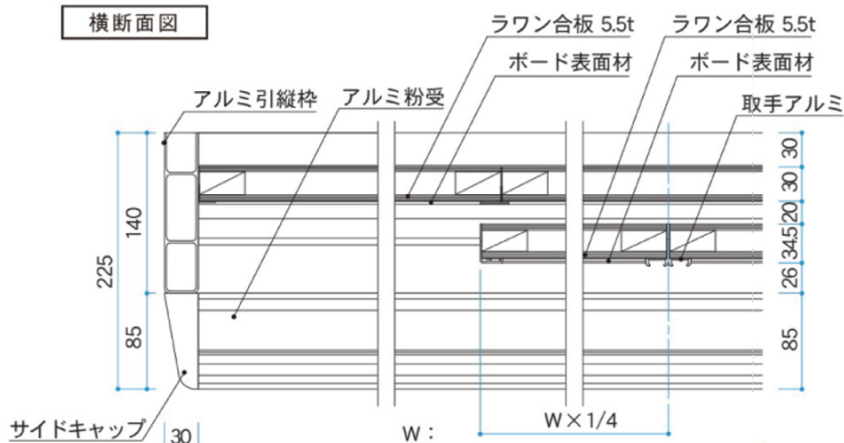 横断面図
ラワン合板 5.5t
ラワン合板 5.5t
ボード表面材
ボード表面材
アルミ引縦枠
アルミ粉受
取手アルミ
30
30
20
34.5
26
85
140
225
85
サイドキャップ
30
W：
W×1/4